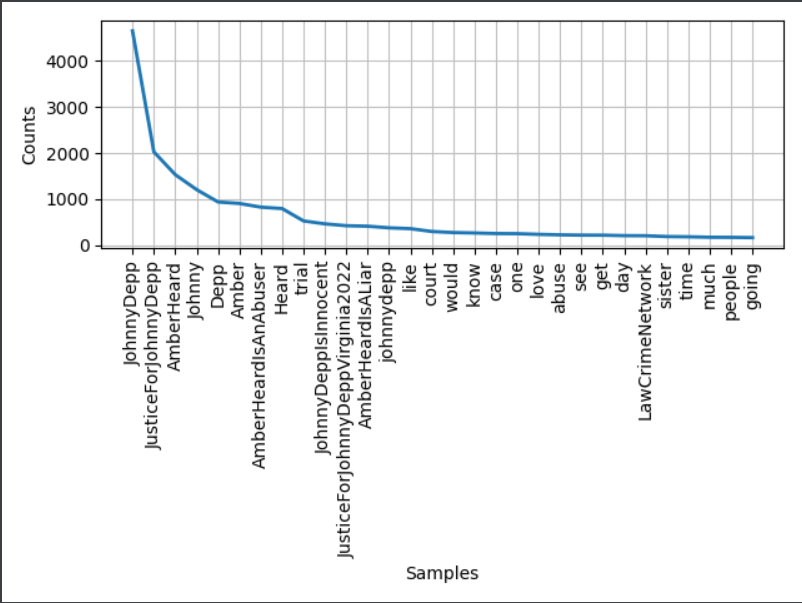 Counts
4000
3000
2000
1000
0
JohnnyDepp
JusticeForJohnnyDepp
AmberHeard
Johnny
Depp
Amber
AmberHeardIsAnAbuser
Heard
trial
JohnnyDeppIsInnocent
JusticeForJohnnyDeppVirginia2022
AmberHeardIsALiar
johnnydepp
like
court
would
know
case
one
love
abuse
see
get
day
LawCrimeNetwork
sister
time
much
people
going
Samples